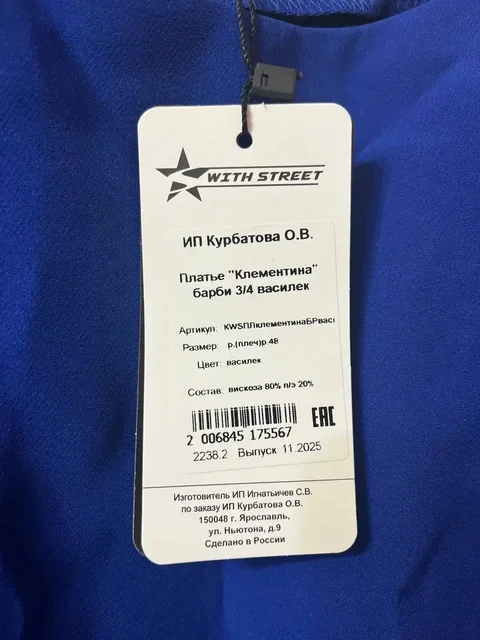 WITH STREET
ИП Курбатова О.В.
Платье "Клементина"
барби 3/4 василек
Артикул: KWSПЛклементинаБРваси
Размер: р.(плеч)р.48
Цвет: василек
Состав: вискоза 80% п/э 20%
EAC
2 006845 175567
2238.2 Выпуск 11.2025
Изготовитель ИП Игнатьичев С.В.
по заказу ИП Курбатова О.В.
150048 г. Ярославль,
ул. Ньютона, д.9
Сделано в России